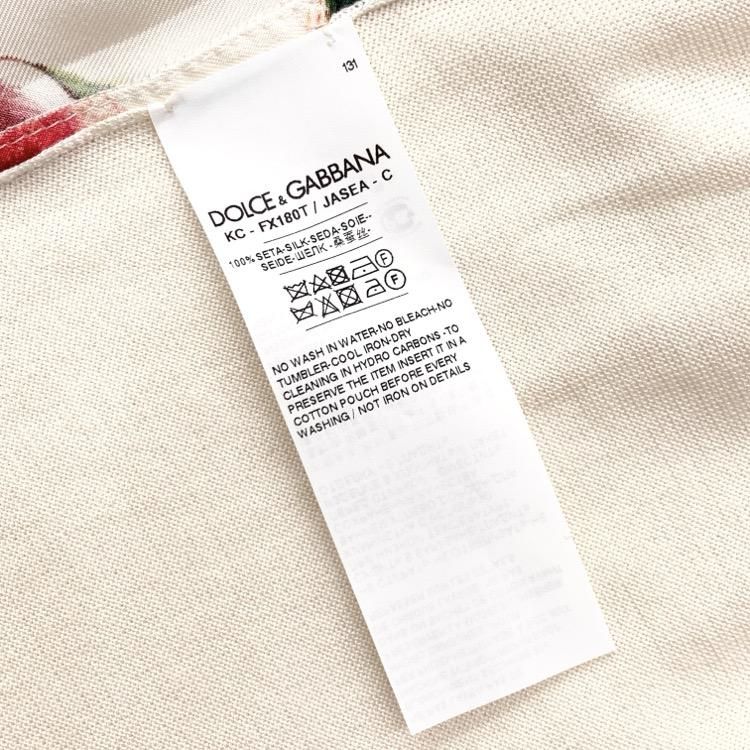 131
DOLCE & GABBANA
KC - FX180T / JASEA - C
100% SETA-SILK-SEDA-SOIE--
SEIDE-ШЕЛК -桑蚕丝-
F
F
NO WASH IN WATER-NO BLEACH-NO
TUMBLER-COOL IRON-DRY
CLEANING IN HYDRO CARBONS -TO
PRESERVE THE ITEM INSERT IT IN A
COTTON POUCH BEFORE EVERY
WASHING / NOT IRON ON DETAILS